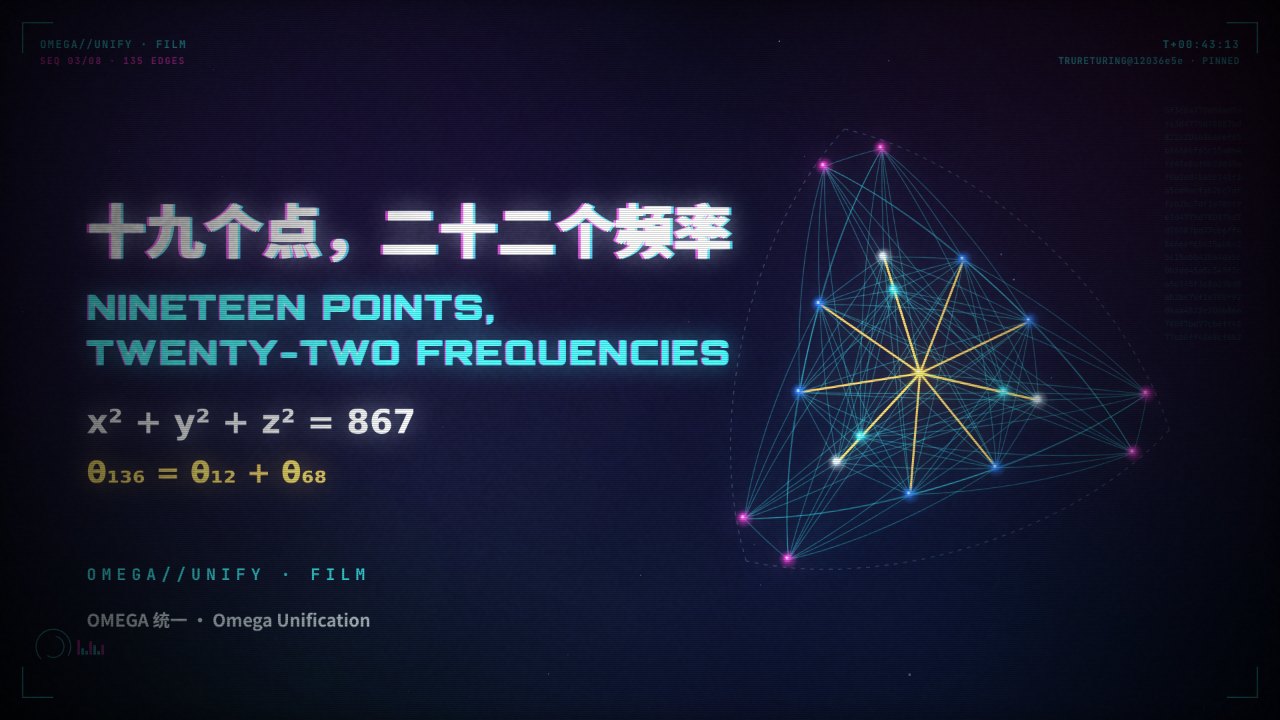 OMEGA//UNIFY · FILM
SEQ 03/08 · 135 EDGES
T+00:43:13
TRURETURING@12036e5e · PINNED
十九个点，二十二个频率
NINETEEN POINTS,
TWENTY-TWO FREQUENCIES
x² + y² + z² = 867
θ₁₃₆ = θ₁₂ + θ₆₈
OMEGA//UNIFY · FILM
OMEGA 统一 · Omega Unification